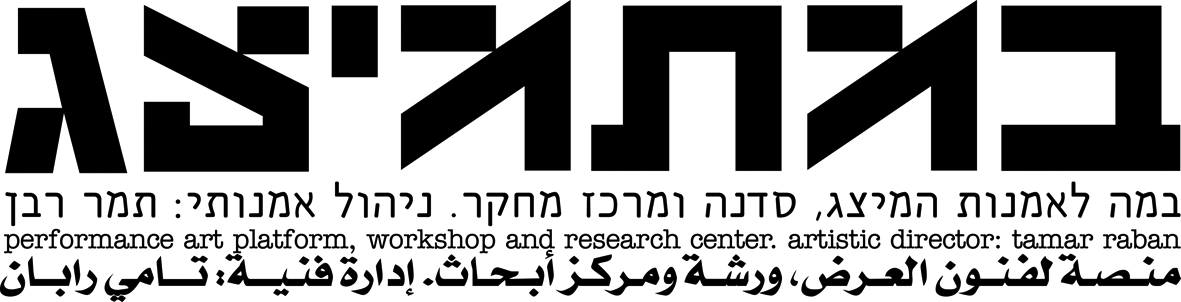 במתמיצג
במה לאמנות המיצג, סדנה ומרכז מחקר. ניהול אמנותי: תמר רבן
performance art platform, workshop and research center. artistic director: tamar raban
منصة لفنون العرض، ورشة ومركز أبحاث. إدارة فنية: تامي رابان